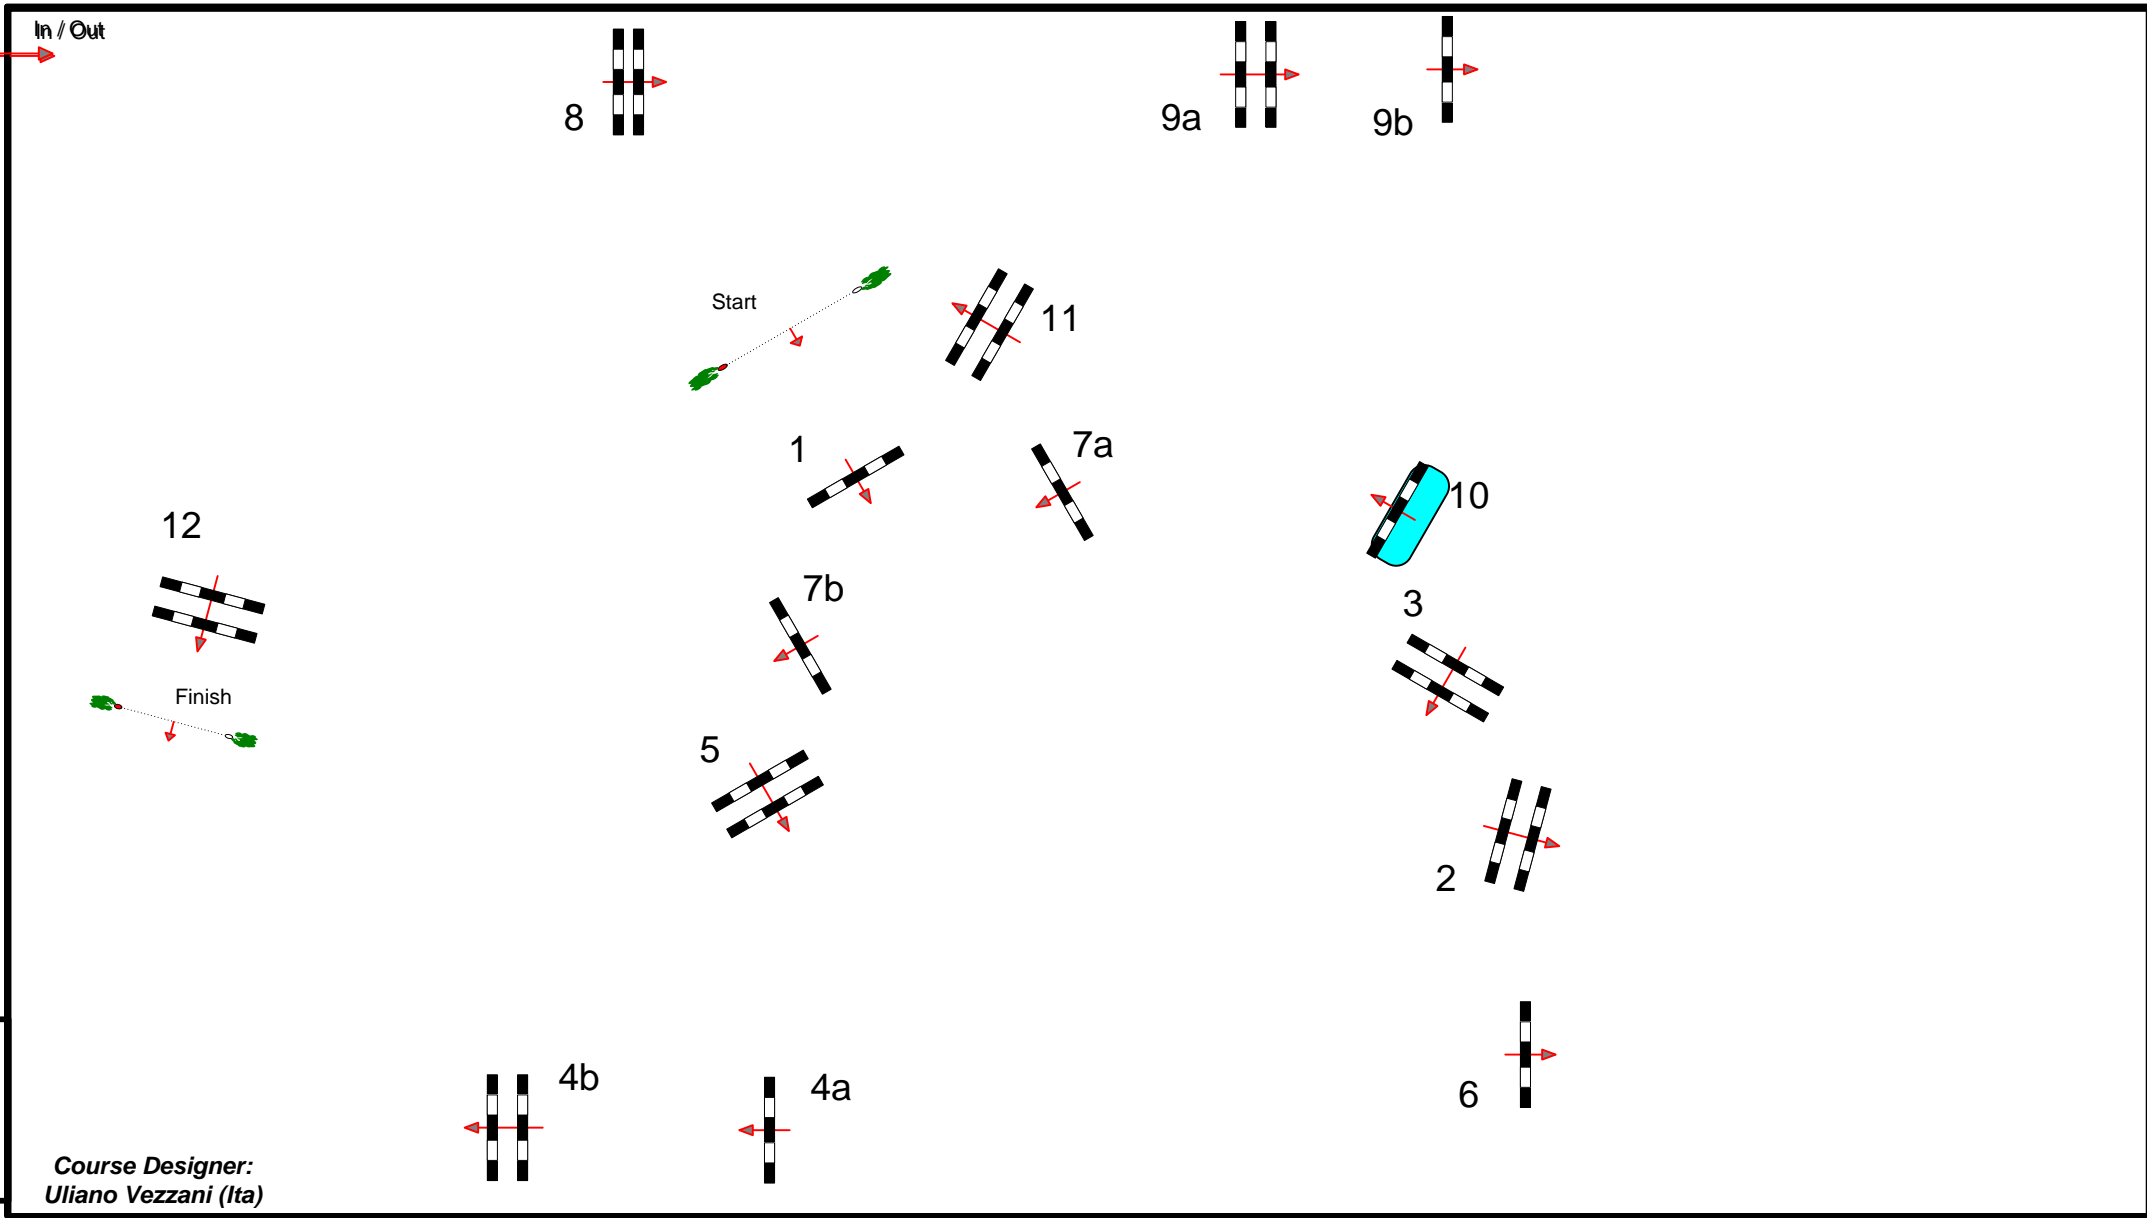 In / Out
8
9a
9b
Start
11
1
7a
10
12
3
7b
Finish
5
2
4b
4a
6
Course Designer:
Uliano Vezzani (Ita)